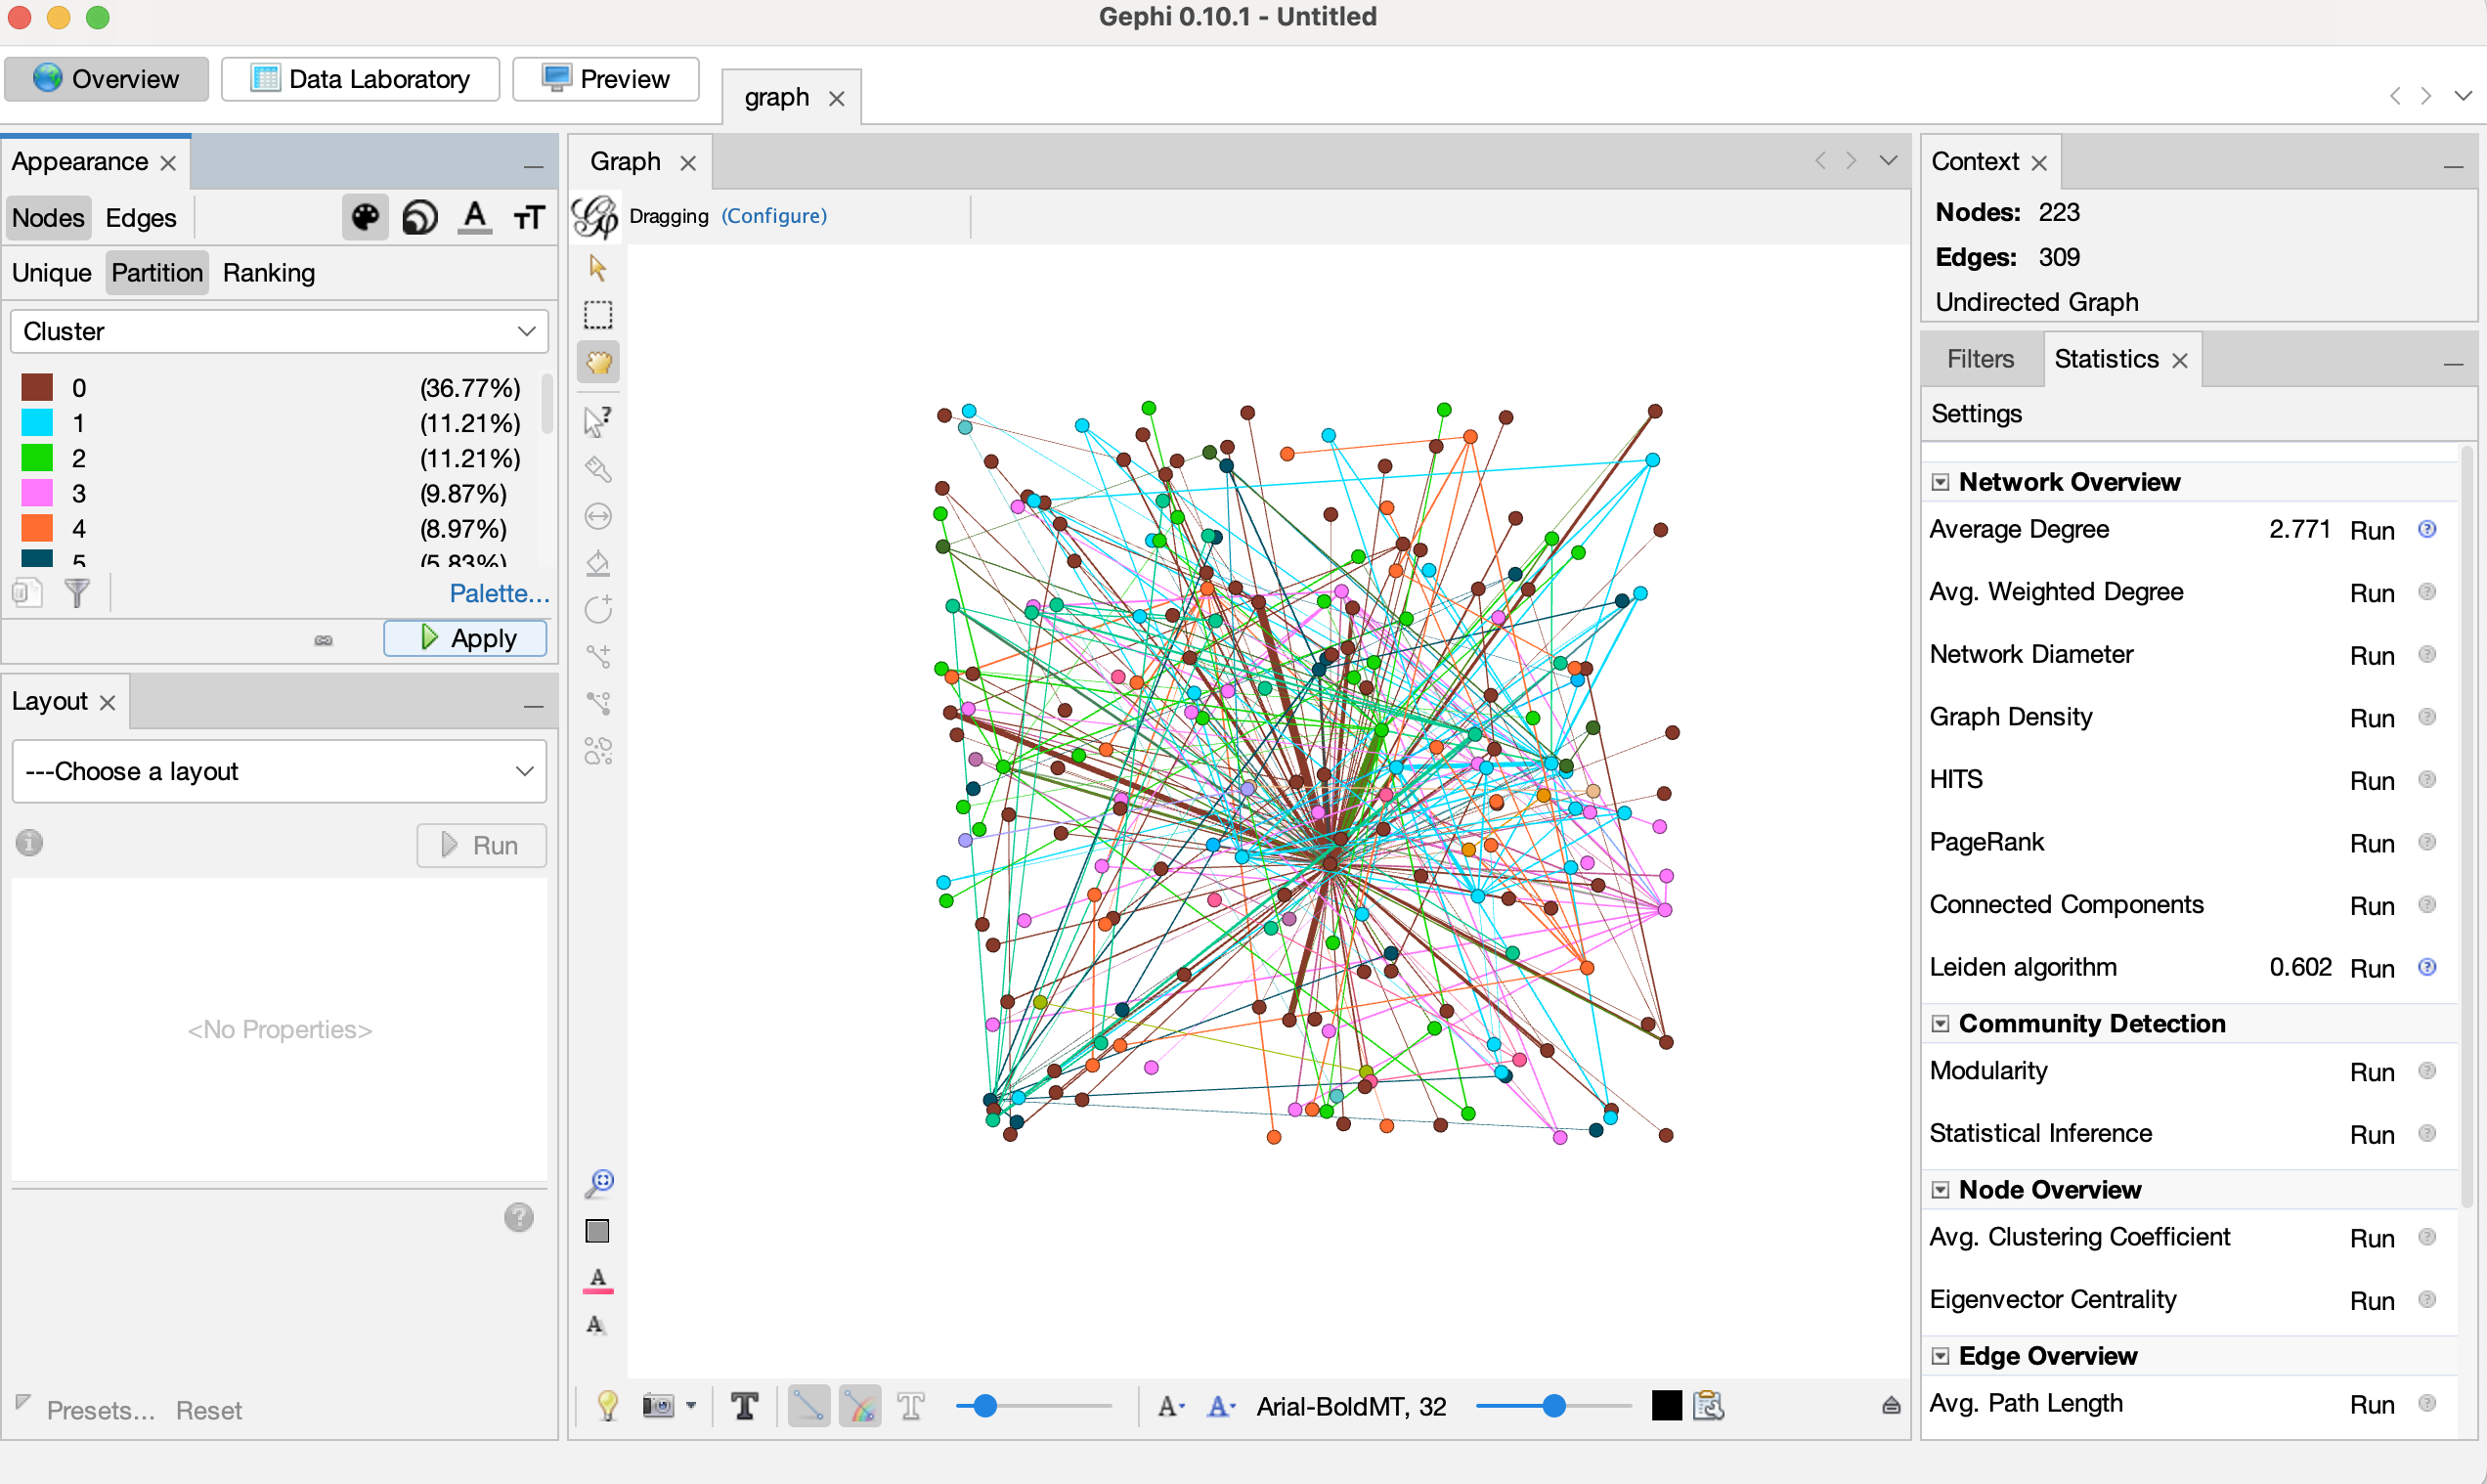 Gephi 0.10.1 - Untitled
Overview
Data Laboratory
Preview
graph
Appearance
Nodes Edges
Unique Partition Ranking
Cluster
0 (36.77%)
1 (11.21%)
2 (11.21%)
3 (9.87%)
4 (8.97%)
5 (5.83%)
Palette...
Apply
Layout
---Choose a layout
Run
<No Properties>
Presets... Reset
Graph
Dragging (Configure)
Arial-BoldMT, 32
Context
Nodes: 223
Edges: 309
Undirected Graph
Filters Statistics
Settings
Network Overview
Average Degree 2.771 Run
Avg. Weighted Degree Run
Network Diameter Run
Graph Density Run
HITS Run
PageRank Run
Connected Components Run
Leiden algorithm 0.602 Run
Community Detection
Modularity Run
Statistical Inference Run
Node Overview
Avg. Clustering Coefficient Run
Eigenvector Centrality Run
Edge Overview
Avg. Path Length Run